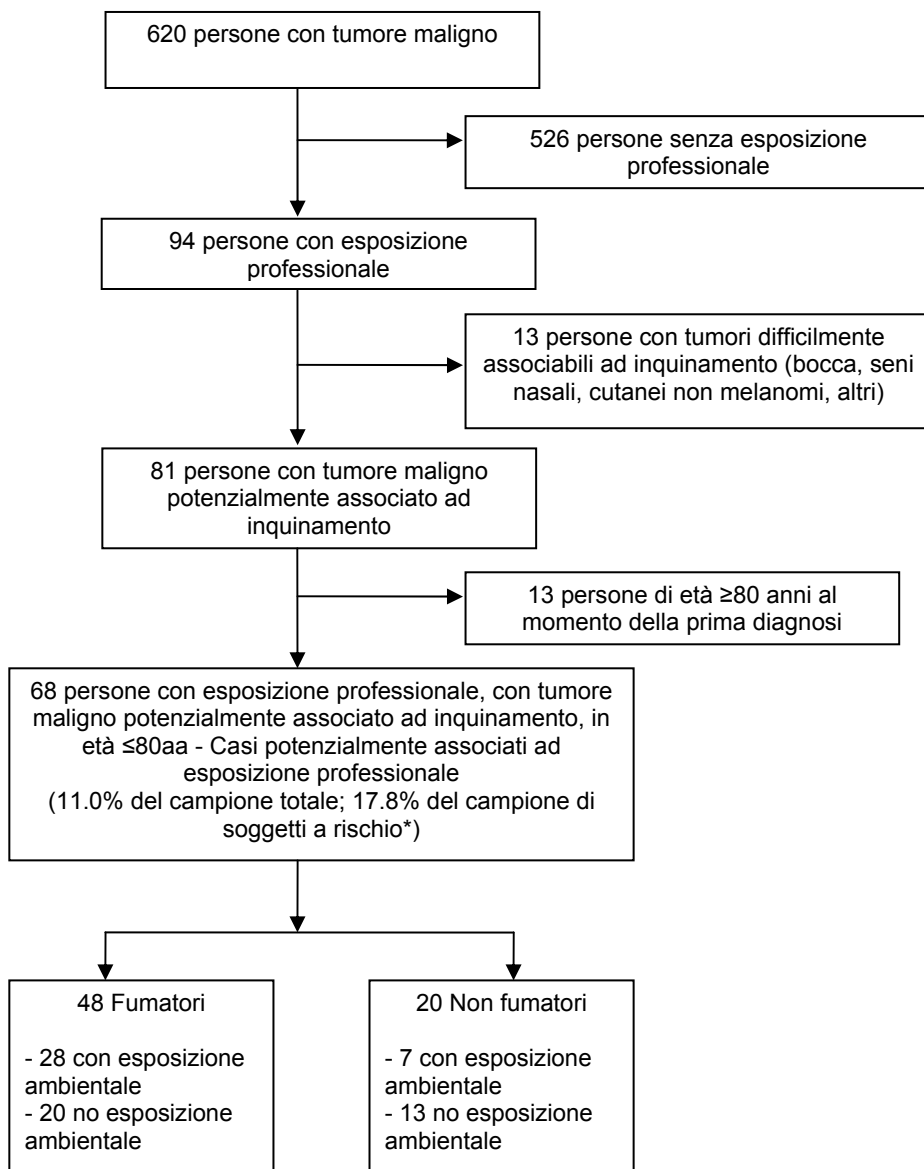 620 persone con tumore maligno
526 persone senza esposizione
professionale
94 persone con esposizione
professionale
13 persone con tumori difficilmente
associabili ad inquinamento (bocca, seni
nasali, cutanei non melanomi, altri)
81 persone con tumore maligno
potenzialmente associato ad
inquinamento
13 persone di età ≥80 anni al
momento della prima diagnosi
68 persone con esposizione professionale, con tumore
maligno potenzialmente associato ad inquinamento, in
età ≤80aa - Casi potenzialmente associati ad
esposizione professionale
(11.0% del campione totale; 17.8% del campione di
soggetti a rischio*)
48 Fumatori
- 28 con esposizione
ambientale
- 20 no esposizione
ambientale
20 Non fumatori
- 7 con esposizione
ambientale
- 13 no esposizione
ambientale